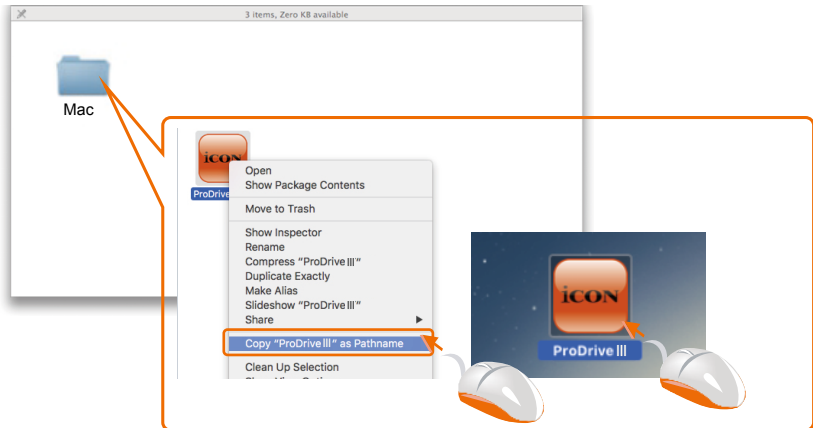 3 items, Zero KB available
Mac
iCON
ProDrive
Open
Show Package Contents
Move to Trash
Show Inspector
Rename
Compress “ProDrive III”
Duplicate Exactly
Make Alias
Slideshow “ProDrive III”
Share
Copy “ProDrive III” as Pathname
Clean Up Selection
iCON
ProDrive III